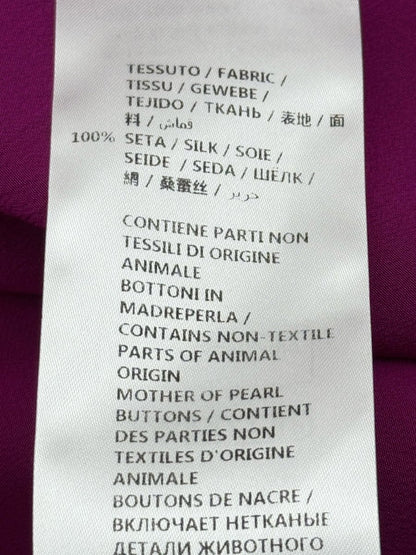 TESSUTO / FABRIC /
TISSU / GEWEBE /
TEJIDO / ТКАНЬ / 表地 / 面
料 / قماش /
100% SETA / SILK / SOIE /
SEIDE / SEDA / ШЁЛК /
絹 / 桑蚕丝 / حرير /
CONTIENE PARTI NON
TESSILI DI ORIGINE
ANIMALE
BOTTONI IN
MADREPERLA /
CONTAINS NON-TEXTILE
PARTS OF ANIMAL
ORIGIN
MOTHER OF PEARL
BUTTONS / CONTIENT
DES PARTIES NON
TEXTILES D'ORIGINE
ANIMALE
BOUTONS DE NACRE /
ВКЛЮЧАЕТ НЕТКАНЫЕ
ДЕТАЛИ ЖИВОТНОГО